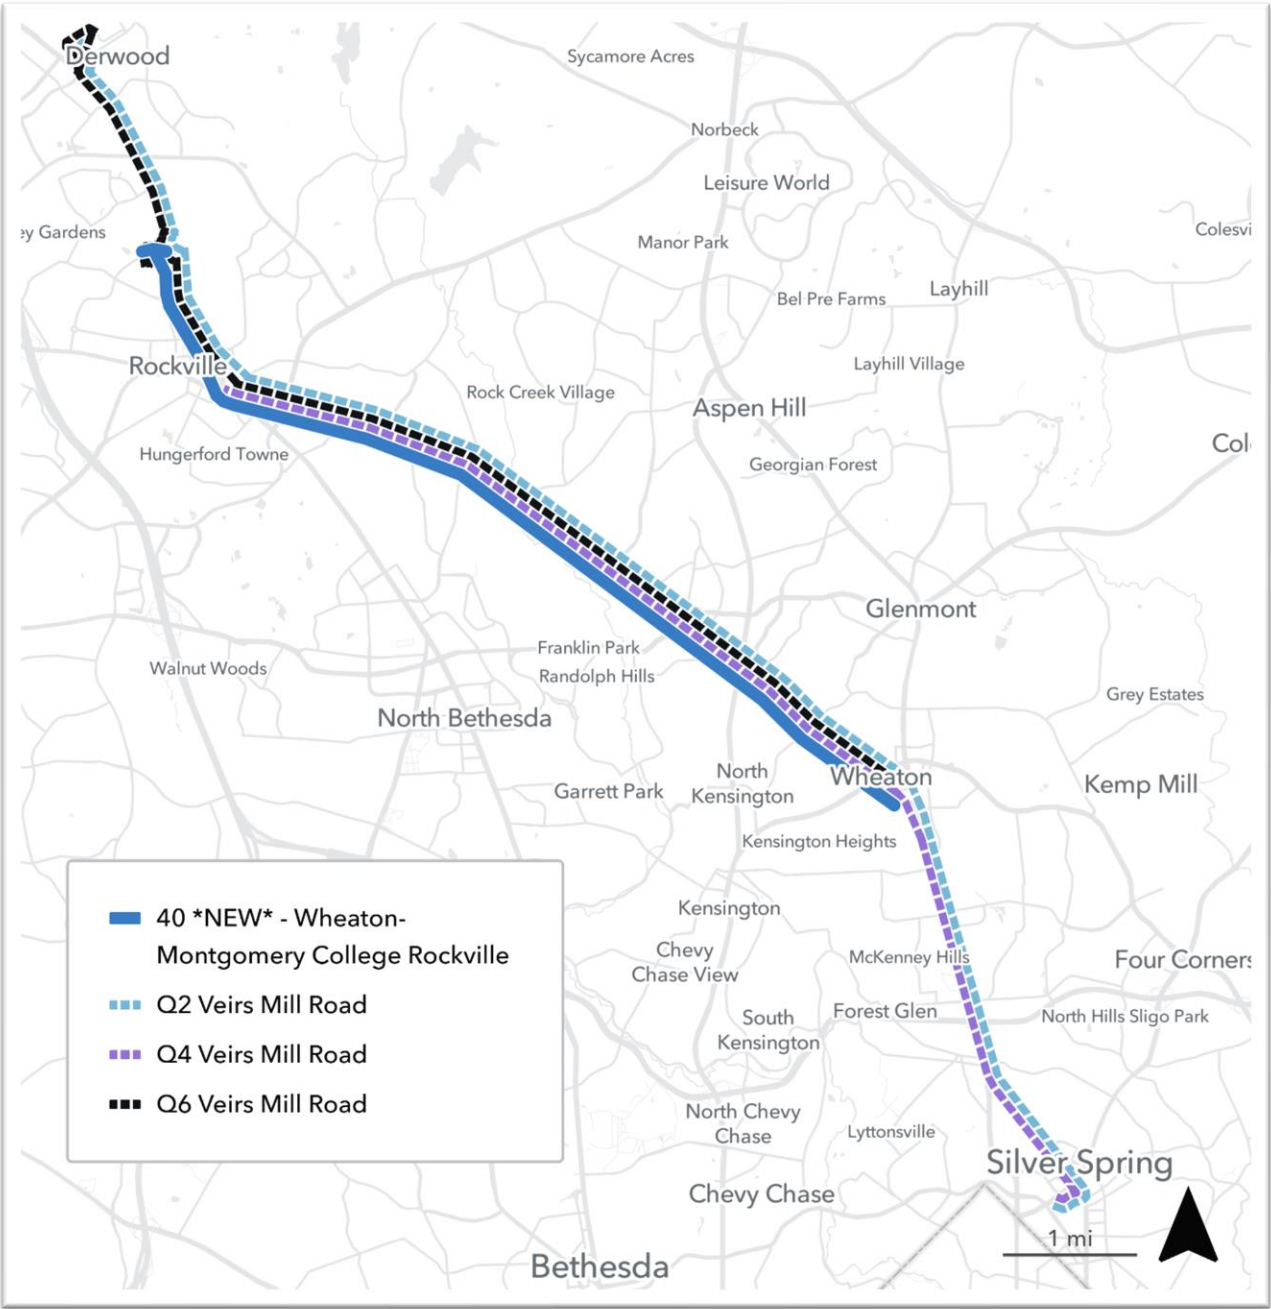 Derwood
Sycamore Acres
Norbeck
Leisure World
ey Gardens
Colesvi
Manor Park
Layhill
Bel Pre Farms
Rockville
Layhill Village
Rock Creek Village
Aspen Hill
Hungerford Towne
Georgian Forest
Col
Glenmont
Franklin Park
Walnut Woods
Randolph Hills
Grey Estates
North Bethesda
North
Kensington
Wheaton
Kemp Mill
Garrett Park
Kensington Heights
Kensington
Chevy
Chase View
McKenney Hills
Four Corners
South
Kensington
Forest Glen
North Hills Sligo Park
North Chevy
Chase
Lyttonsville
Silver Spring
Chevy Chase
1 mi
Bethesda
40 *NEW* - Wheaton-
Montgomery College Rockville
Q2 Veirs Mill Road
Q4 Veirs Mill Road
Q6 Veirs Mill Road